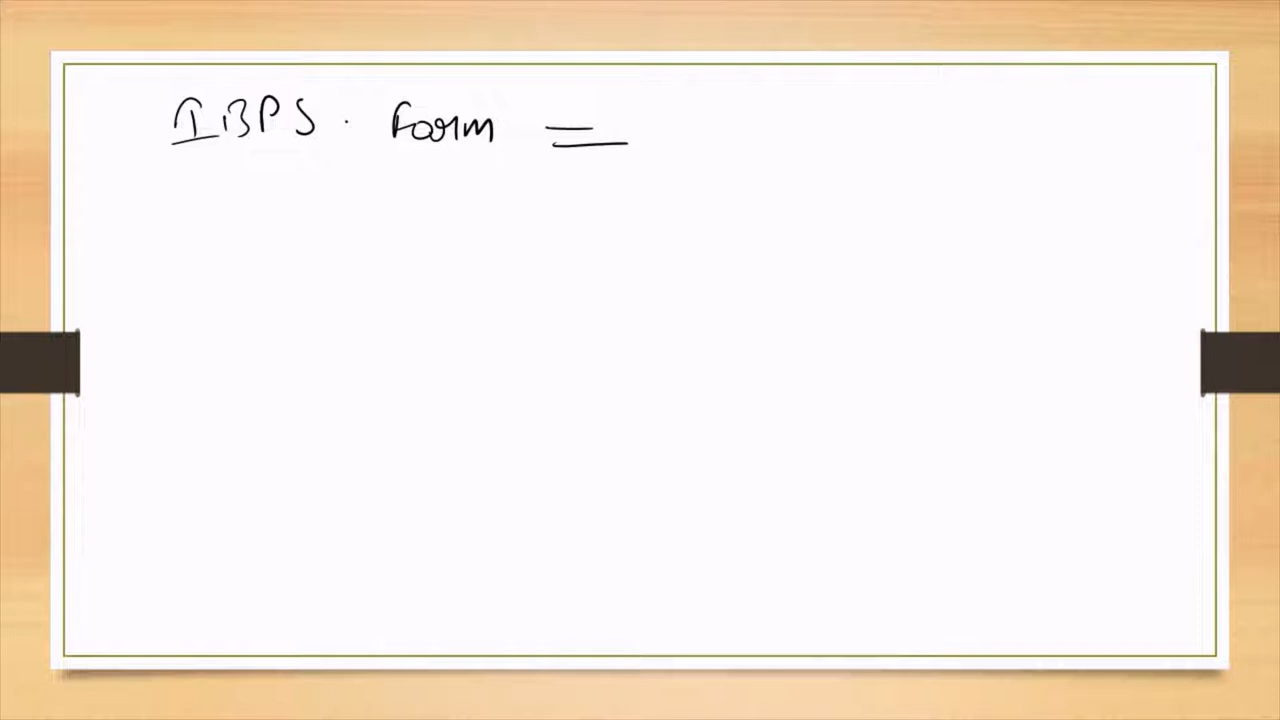 IBPS. Form =